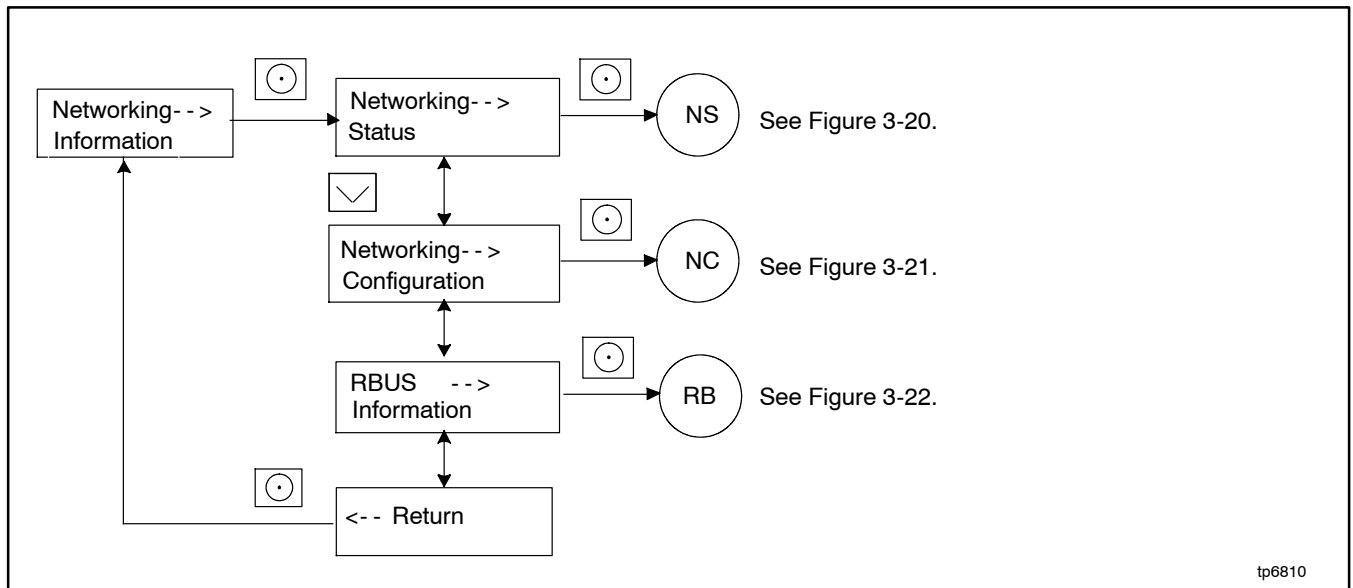 Networking- - >
Information
Networking- - >
Status
NS
See Figure 3-20.
Networking- - >
Configuration
NC
See Figure 3-21.
RBUS - - >
Information
RB
See Figure 3-22.
<- - Return
tp6810